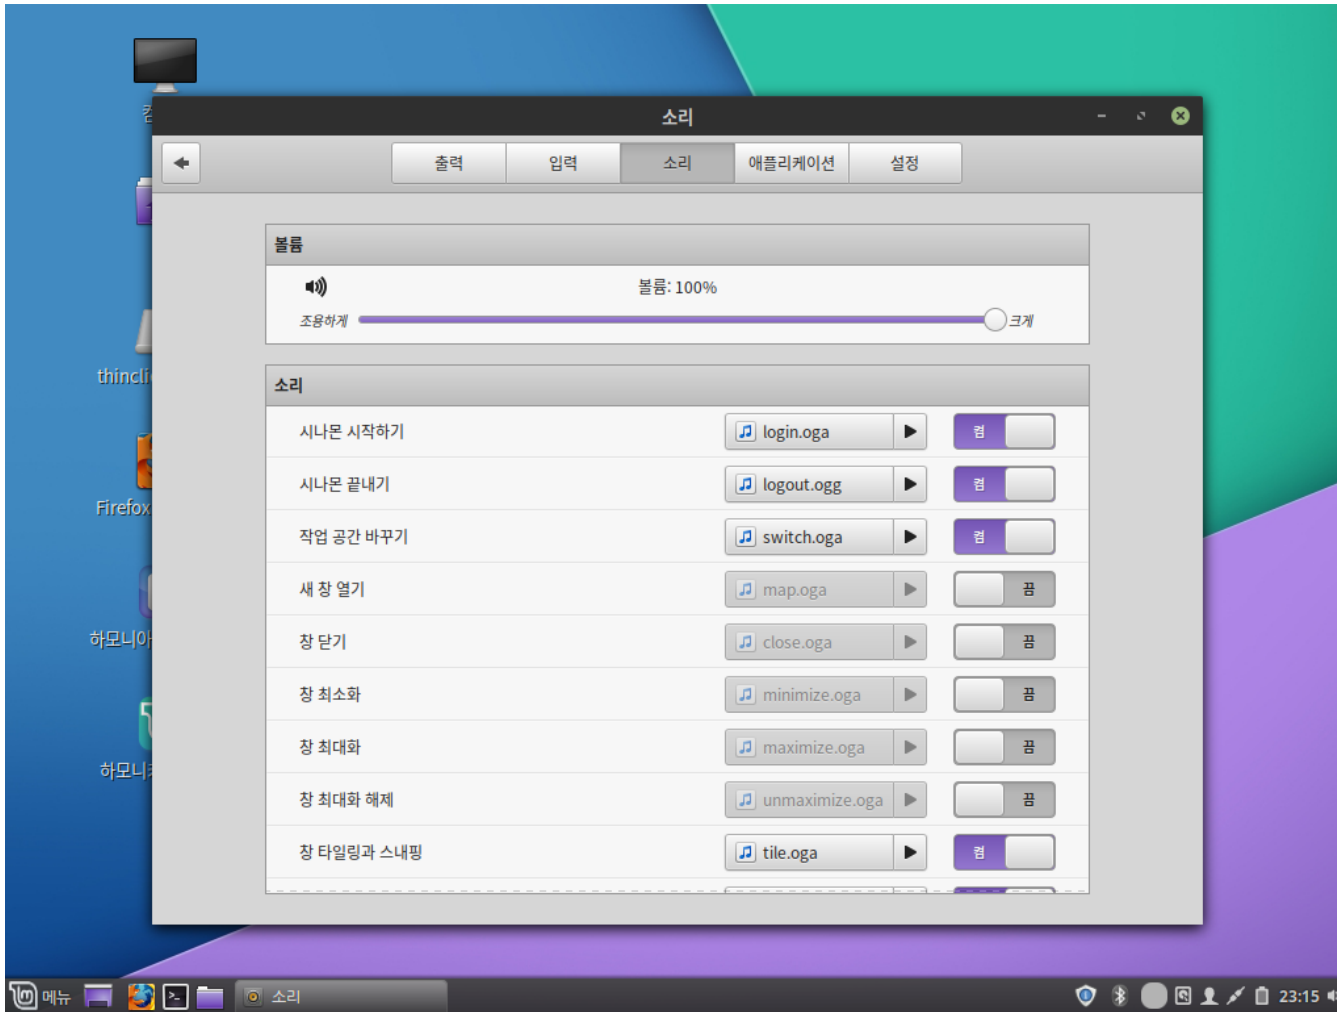 소리
출력
입력
소리
애플리케이션
설정
볼륨
볼륨: 100%
조용하게
크게
소리
시나몬 시작하기
login.oga
켬
시나몬 끝내기
logout.ogg
켬
작업 공간 바꾸기
switch.oga
켬
새 창 열기
map.oga
끔
창 닫기
close.oga
끔
창 최소화
minimize.oga
끔
창 최대화
maximize.oga
끔
창 최대화 해제
unmaximize.oga
끔
창 타일링과 스내핑
tile.oga
켬
thincli
Firefox
하모니
하모니
메뉴
소리
23:15